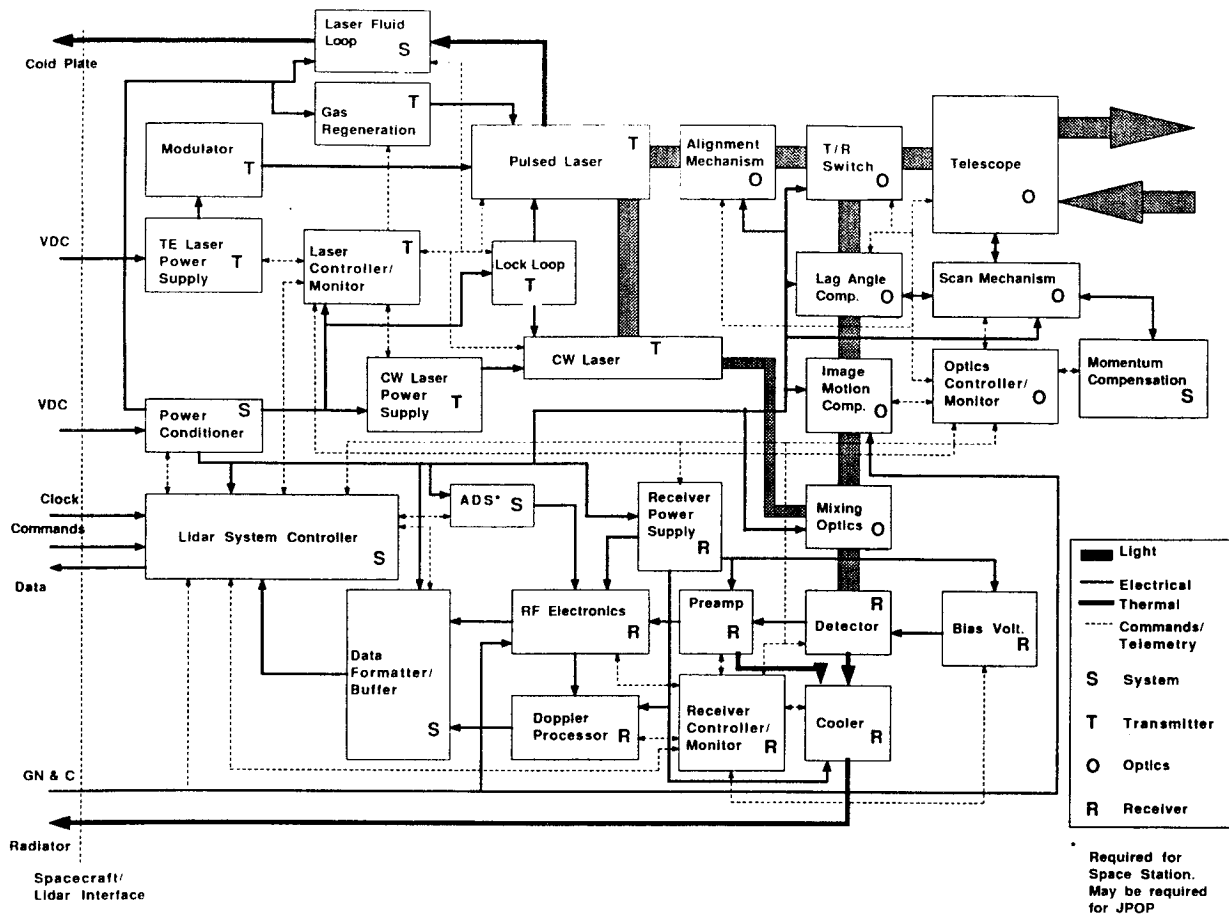 Laser Fluid
Loop
S
Cold Plate
Gas
Regeneration
T
Modulator
T
Pulsed Laser
T
Alignment
Mechanism
O
T/R
Switch
O
Telescope
O
VDC
TE Laser
Power
Supply
T
Laser
Controller/
Monitor
T
Lock Loop
T
Lag Angle
Comp.
O
Scan Mechanism
O
CW Laser
T
CW Laser
Power
Supply
T
Image
Motion
Comp.
O
Optics
Controller/
Monitor
O
Momentum
Compensation
S
VDC
Power
Conditioner
S
Clock
Commands
Data
Lidar System Controller
S
ADS*
S
Receiver
Power
Supply
R
Mixing
Optics
O
Data
Formatter/
Buffer
S
RF Electronics
R
Preamp
R
Detector
R
Bias Volt.
R
Doppler
Processor
R
Receiver
Controller/
Monitor
R
Cooler
R
GN & C
Radiator
Spacecraft/
Lidar Interface
Light
Electrical
Thermal
Commands/
Telemetry
S System
T Transmitter
O Optics
R Receiver
*
Required for
Space Station.
May be required
for JPOP